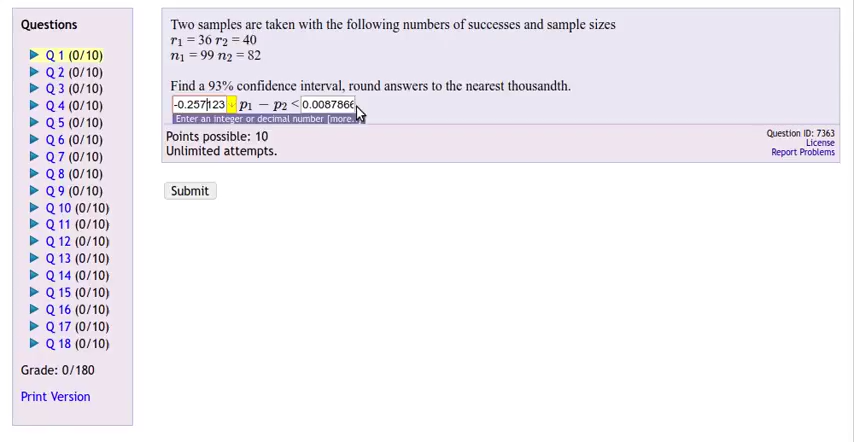 Questions
Q 1 (0/10)
Q 2 (0/10)
Q 3 (0/10)
Q 4 (0/10)
Q 5 (0/10)
Q 6 (0/10)
Q 7 (0/10)
Q 8 (0/10)
Q 9 (0/10)
Q 10 (0/10)
Q 11 (0/10)
Q 12 (0/10)
Q 13 (0/10)
Q 14 (0/10)
Q 15 (0/10)
Q 16 (0/10)
Q 17 (0/10)
Q 18 (0/10)
Grade: 0/180
Print Version
Two samples are taken with the following numbers of successes and sample sizes
r₁ = 36 r₂ = 40
n₁ = 99 n₂ = 82
Find a 93% confidence interval, round answers to the nearest thousandth.
-0.257123 p₁ − p₂ < 0.008786
Enter an integer or decimal number [more..
Points possible: 10
Unlimited attempts.
Question ID: 7363
License
Report Problems
Submit